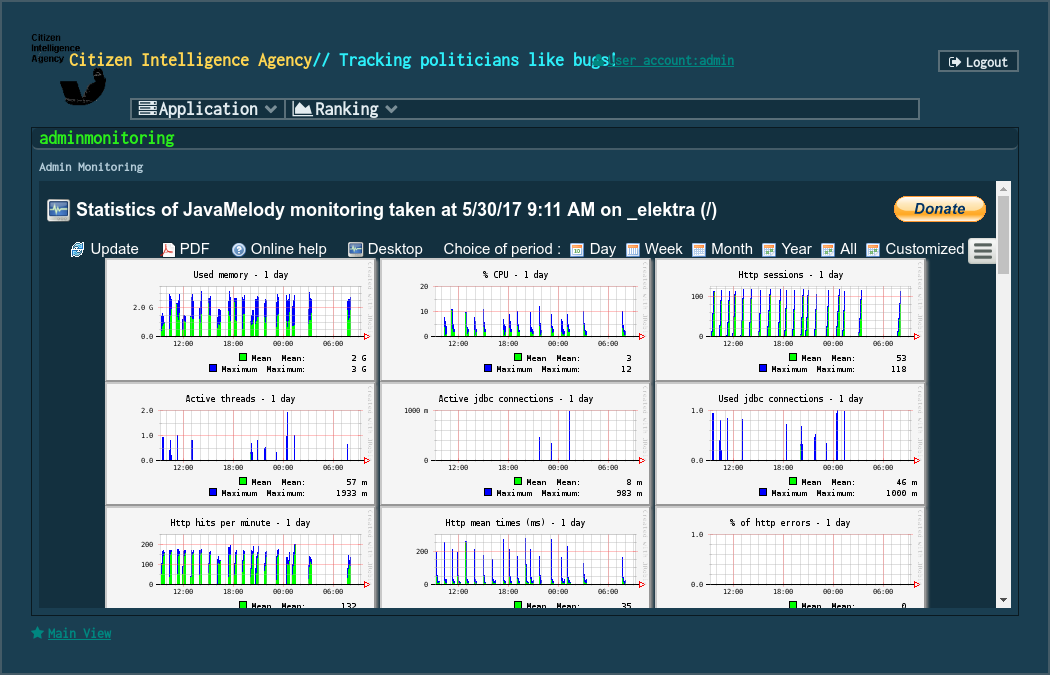 Citizen
Intelligence
Agency
Citizen Intelligence Agency// Tracking politicians like bugs!
User account:admin
Logout
Application
Ranking
adminmonitoring
Admin Monitoring
Statistics of JavaMelody monitoring taken at 5/30/17 9:11 AM on _elektra (/)
Donate
Update PDF Online help Desktop Choice of period : Day Week Month Year All Customized
Used memory - 1 day
2.0 G
0.0
12:00 18:00 00:00 06:00
Mean Mean: 2 G
Maximum Maximum: 3 G
% CPU - 1 day
20
10
0
12:00 18:00 00:00 06:00
Mean Mean: 3
Maximum Maximum: 12
Http sessions - 1 day
100
0
12:00 18:00 00:00 06:00
Mean Mean: 53
Maximum Maximum: 118
Active threads - 1 day
2.0
1.0
0.0
12:00 18:00 00:00 06:00
Mean Mean: 57 m
Maximum Maximum: 1933 m
Active jdbc connections - 1 day
1000 m
0
12:00 18:00 00:00 06:00
Mean Mean: 8 m
Maximum Maximum: 983 m
Used jdbc connections - 1 day
1.0
0.0
12:00 18:00 00:00 06:00
Mean Mean: 46 m
Maximum Maximum: 1000 m
Http hits per minute - 1 day
200
100
0
12:00 18:00 00:00 06:00
Mean Mean: 132
Http mean times (ms) - 1 day
200
0
12:00 18:00 00:00 06:00
Mean Mean: 35
% of http errors - 1 day
1.0
0.0
12:00 18:00 00:00 06:00
Mean Mean: 0
Main View